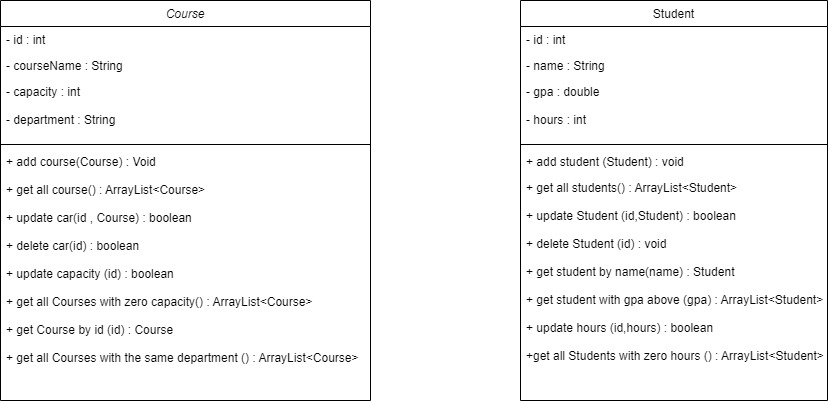 Course
- id : int
- courseName : String
- capacity : int
- department : String
+ add course(Course) : Void
+ get all course() : ArrayList<Course>
+ update car(id , Course) : boolean
+ delete car(id) : boolean
+ update capacity (id) : boolean
+ get all Courses with zero capacity() : ArrayList<Course>
+ get Course by id (id) : Course
+ get all Courses with the same department () : ArrayList<Course>
Student
- id : int
- name : String
- gpa : double
- hours : int
+ add student (Student) : void
+ get all students() : ArrayList<Student>
+ update Student (id,Student) : boolean
+ delete Student (id) : void
+ get student by name(name) : Student
+ get student with gpa above (gpa) : ArrayList<Student>
+ update hours (id,hours) : boolean
+get all Students with zero hours () : ArrayList<Student>